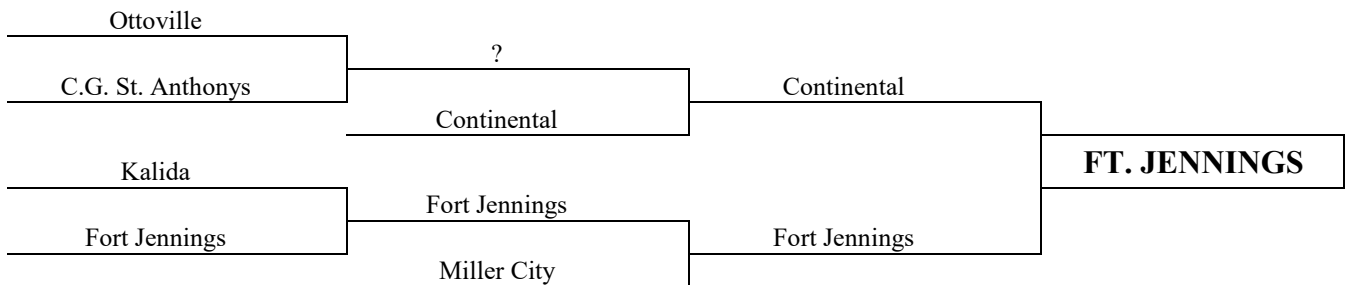 Ottoville
?
C.G. St. Anthonys
Continental
Continental
Kalida
FT. JENNINGS
Fort Jennings
Fort Jennings
Fort Jennings
Miller City